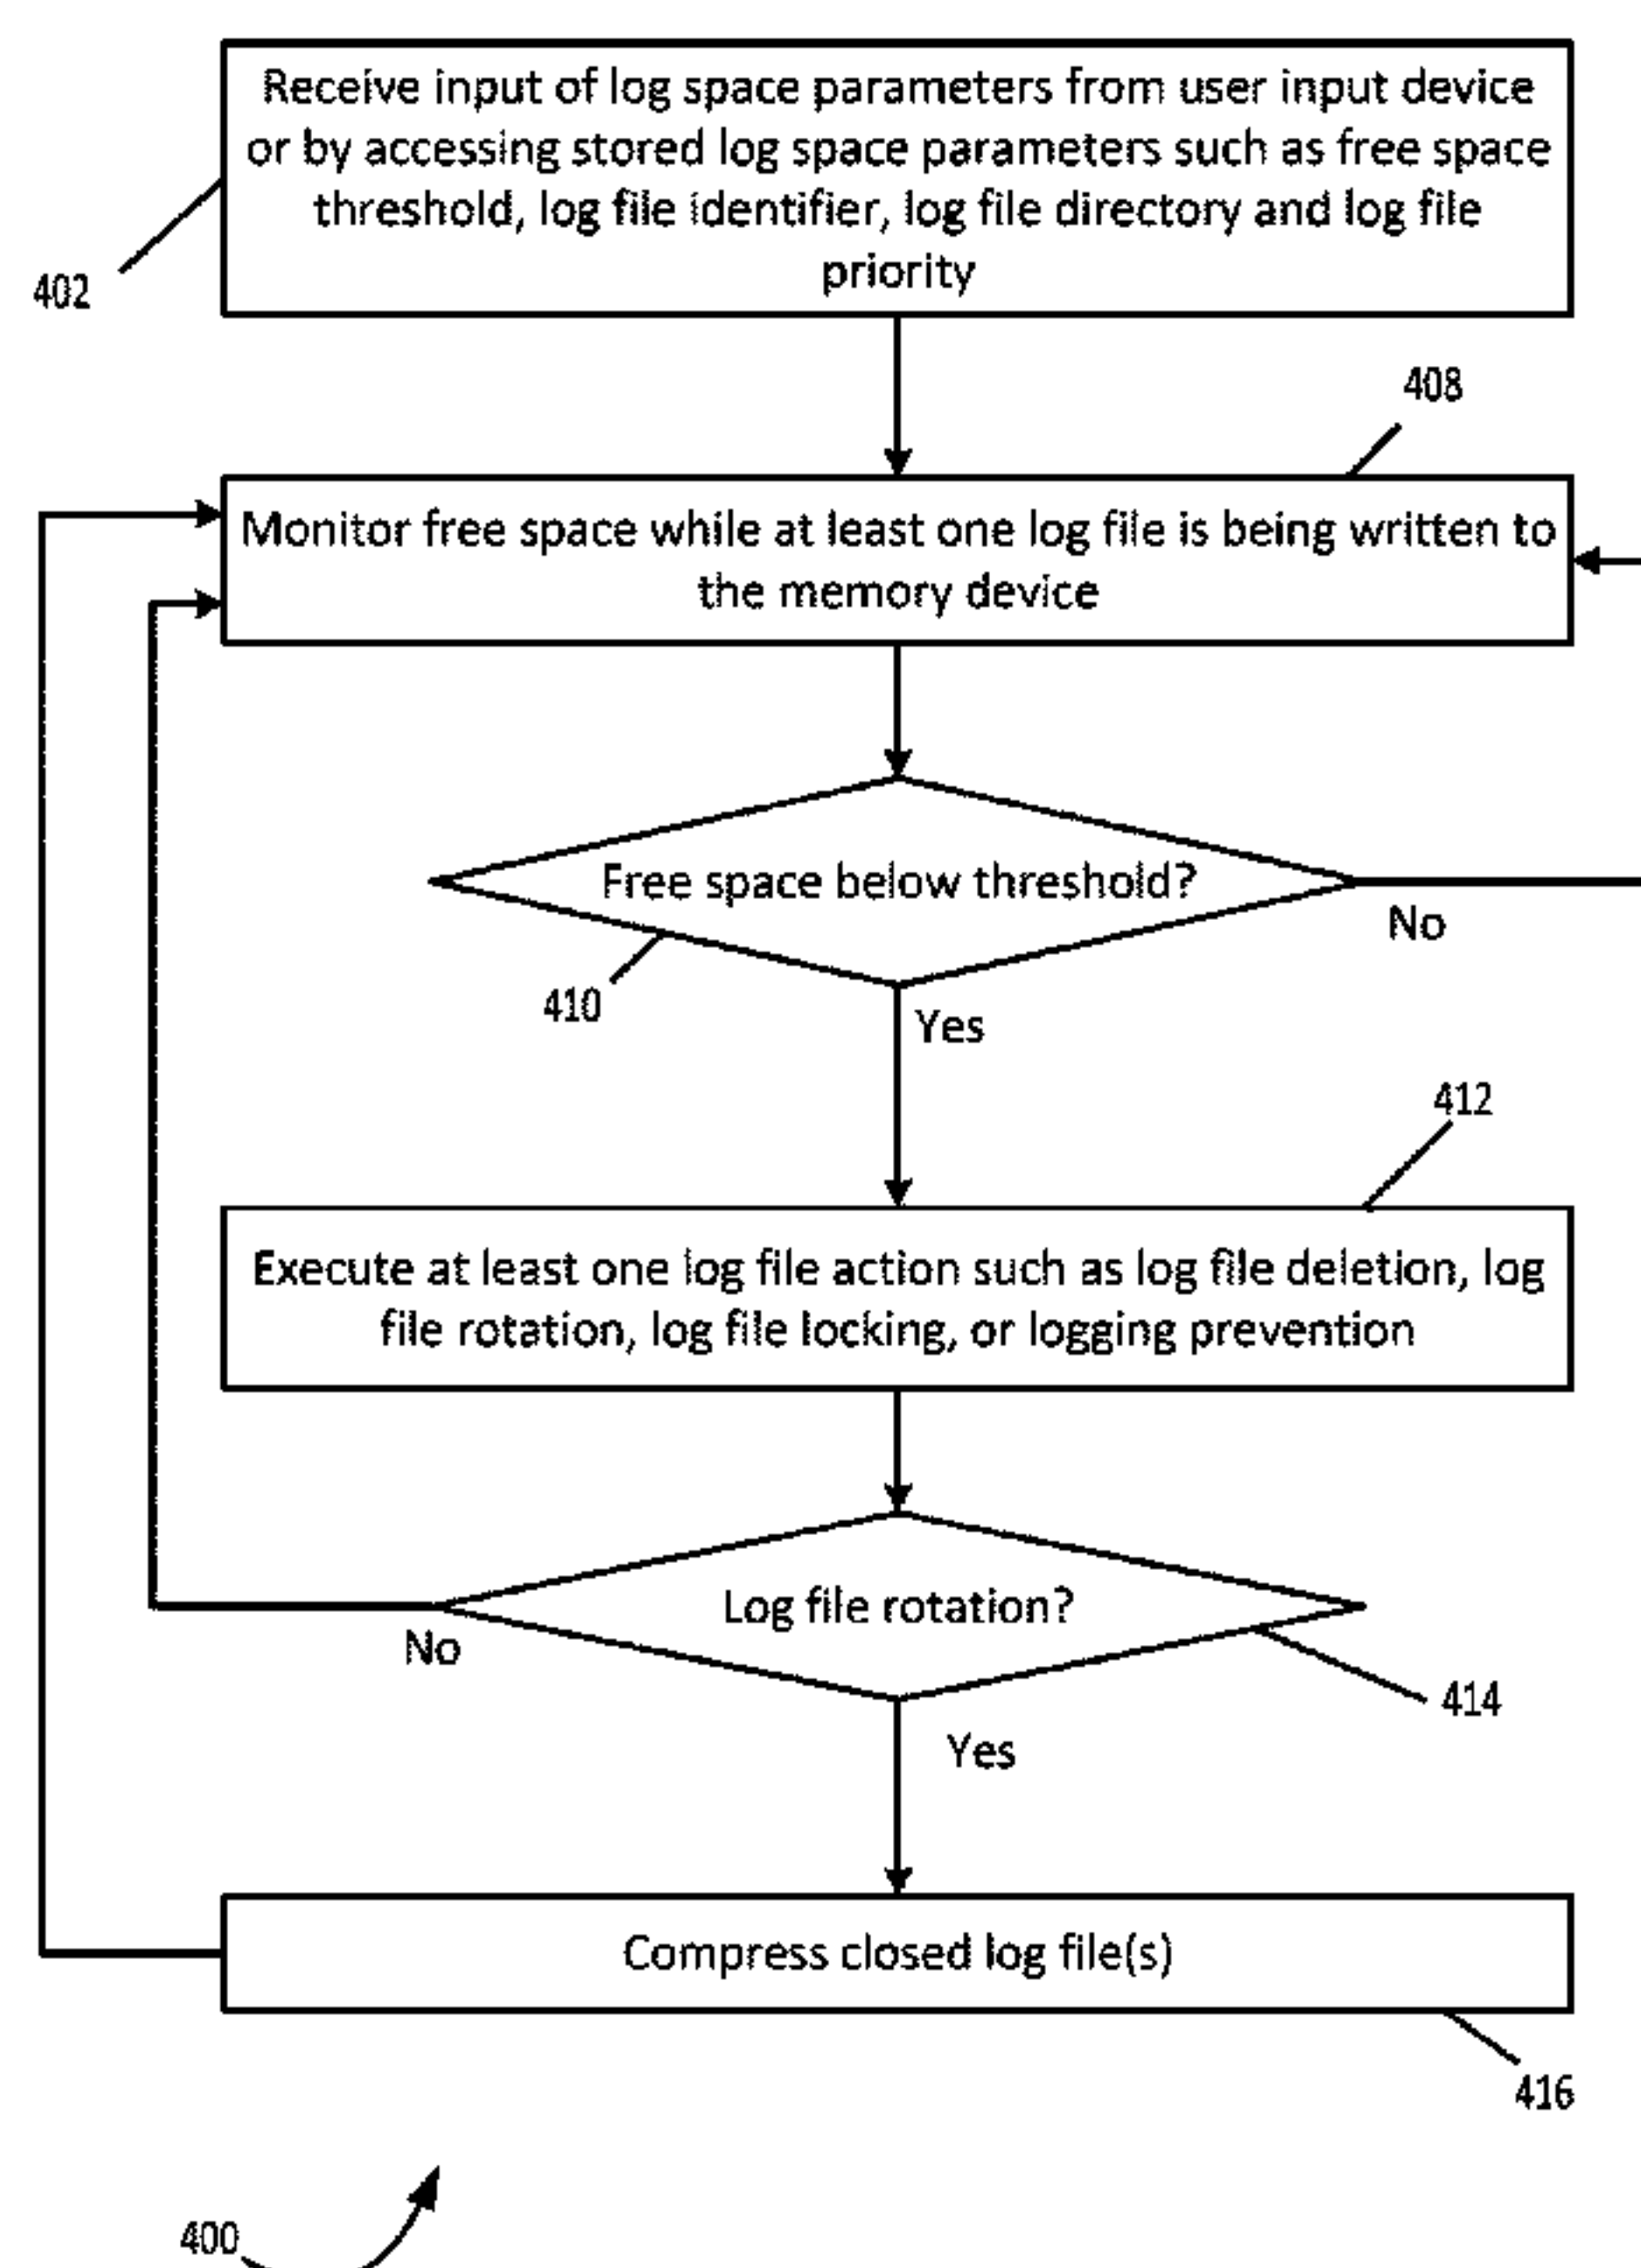 Receive input of log space parameters from user input device
or by accessing stored log space parameters such as free space
threshold, log file identifier, log file directory and log file
priority
402
408
Monitor free space while at least one log file is being written to
the memory device
Free space below threshold?
No
410
Yes
412
Execute at least one log file action such as log file deletion, log
file rotation, log file locking, or logging prevention
Log file rotation?
No
414
Yes
Compress closed log file(s)
416
400